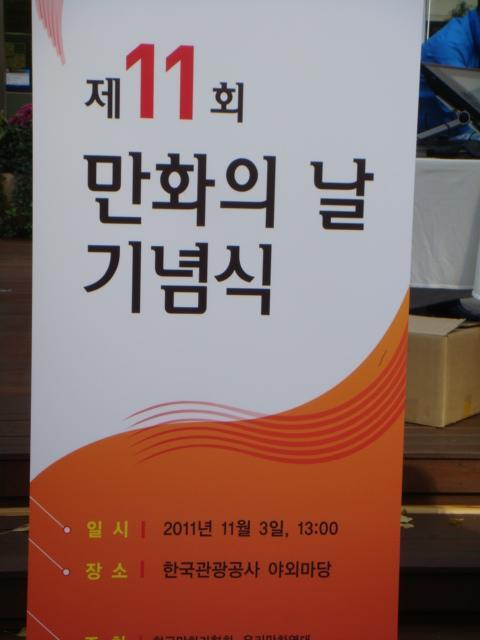 제11회
만화의 날
기념식
일 시 | 2011년 11월 3일, 13:00
장 소 | 한국관광공사 야외마당